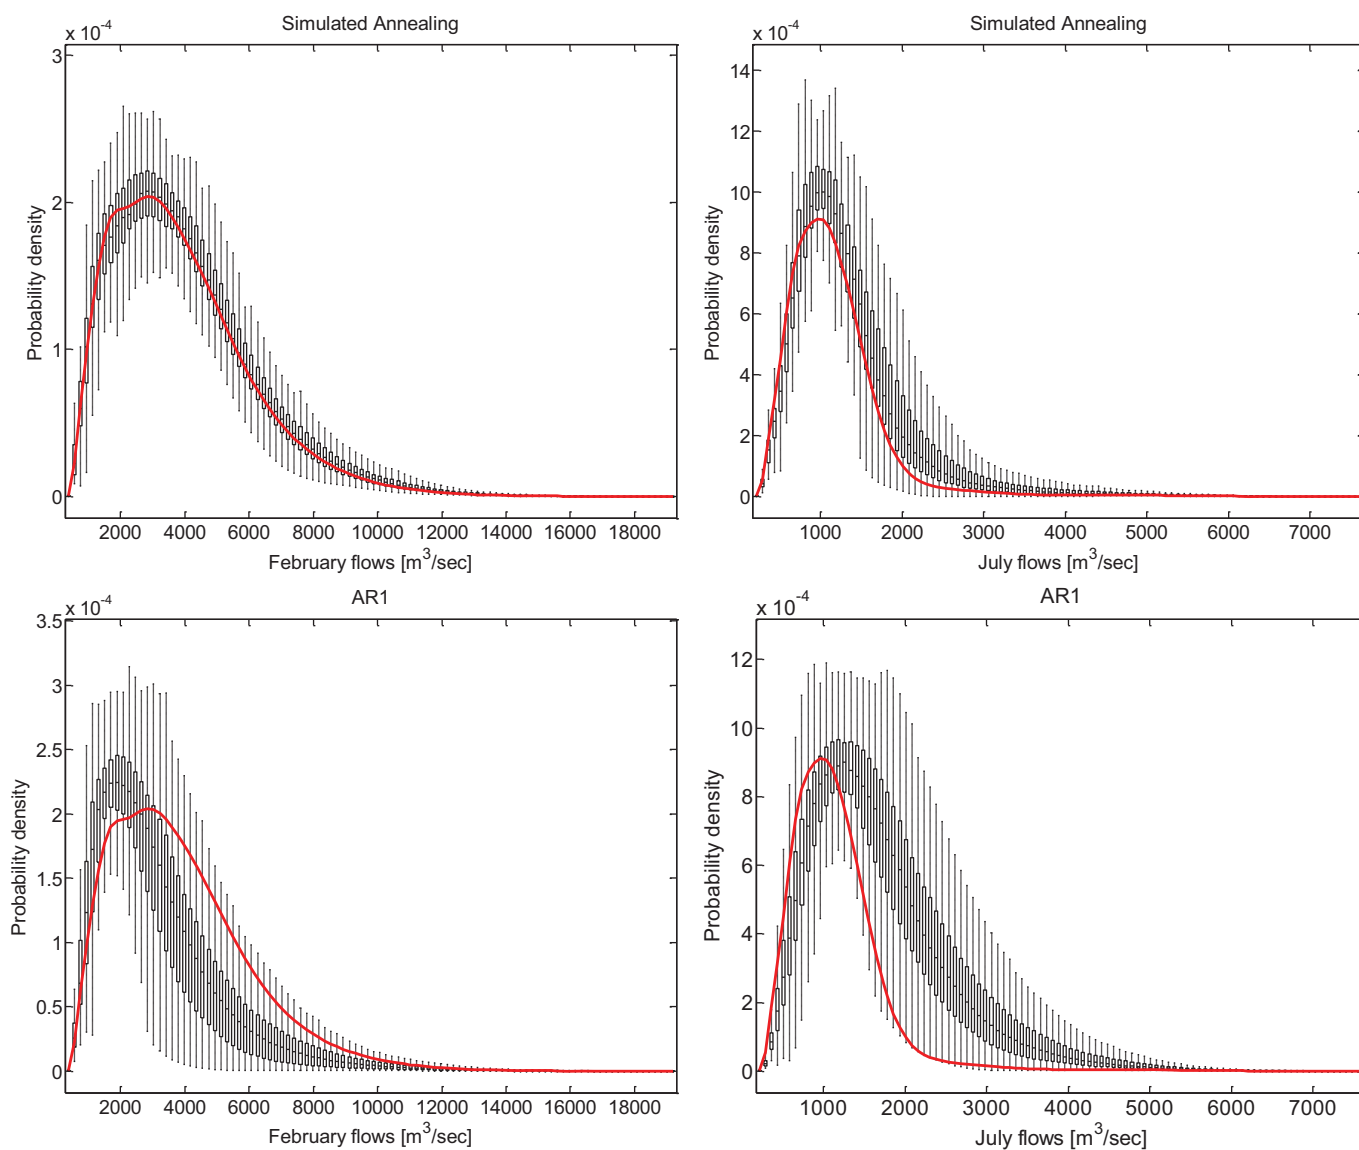 Simulated Annealing
x 10-4
3
2
1
0
Probability density
2000 4000 6000 8000 10000 12000 14000 16000 18000
February flows [m3/sec]
Simulated Annealing
x 10-4
14
12
10
8
6
4
2
0
Probability density
1000 2000 3000 4000 5000 6000 7000
July flows [m3/sec]
AR1
x 10-4
3.5
3
2.5
2
1.5
1
0.5
0
Probability density
2000 4000 6000 8000 10000 12000 14000 16000 18000
February flows [m3/sec]
AR1
x 10-4
12
10
8
6
4
2
0
Probability density
1000 2000 3000 4000 5000 6000 7000
July flows [m3/sec]